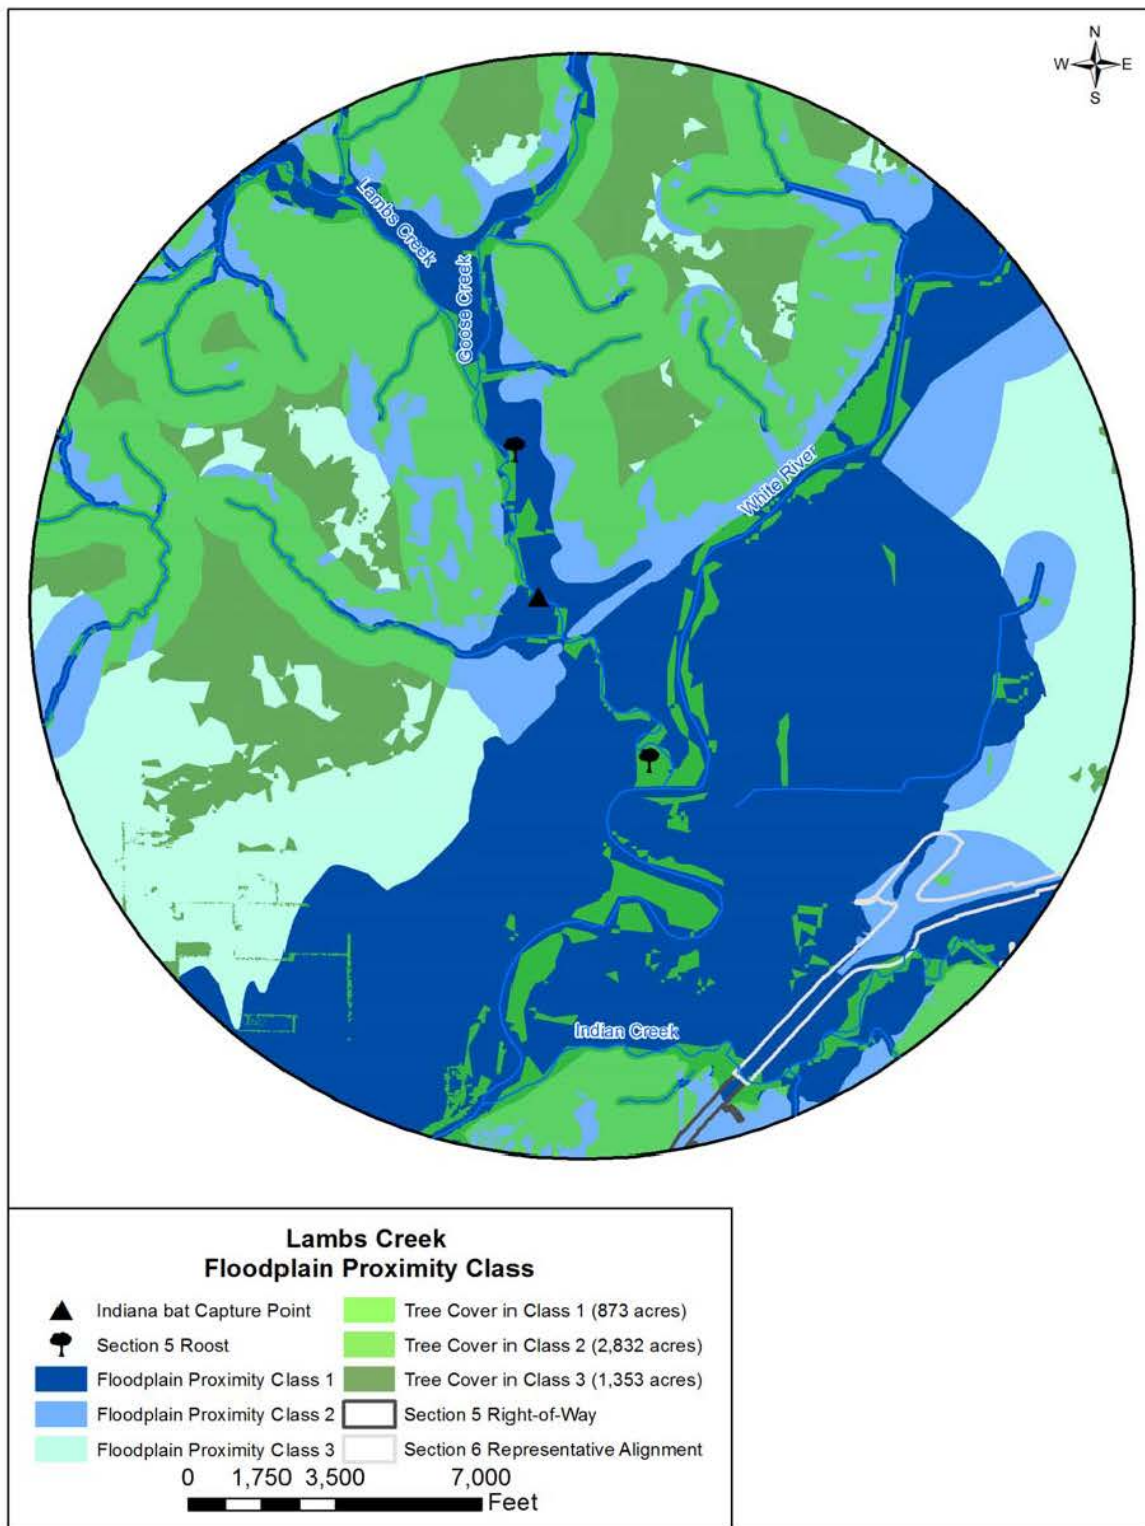 N
W E
S
Lambs Creek
Goose Creek
White River
Indian Creek
Lambs Creek
Floodplain Proximity Class
Indiana bat Capture Point
Section 5 Roost
Floodplain Proximity Class 1
Floodplain Proximity Class 2
Floodplain Proximity Class 3
Tree Cover in Class 1 (873 acres)
Tree Cover in Class 2 (2,832 acres)
Tree Cover in Class 3 (1,353 acres)
Section 5 Right-of-Way
Section 6 Representative Alignment
0 1,750 3,500 7,000
Feet